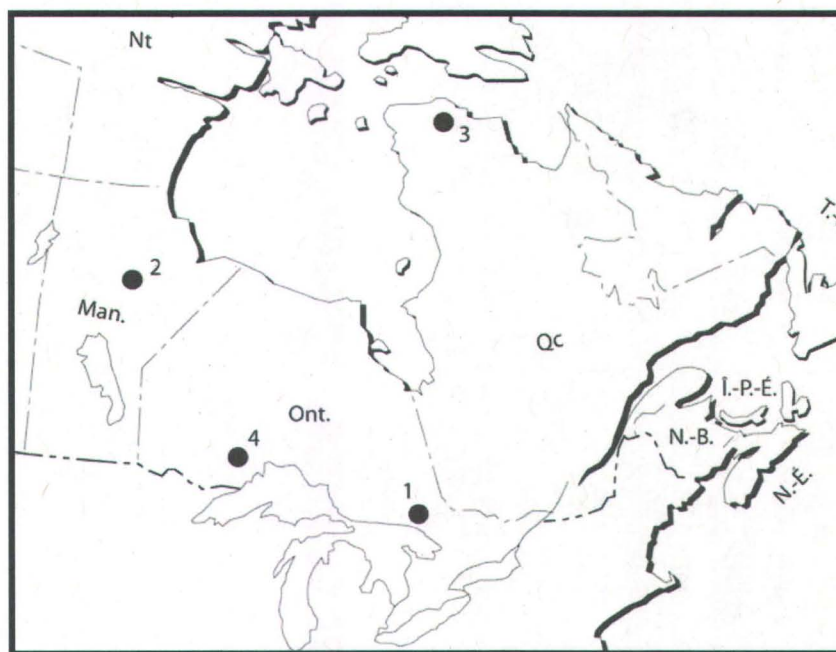 Nt
3
T.-
2
Man.
Qc
Î.-P.-É.
Ont.
N.-B.
4
N.-É.
1